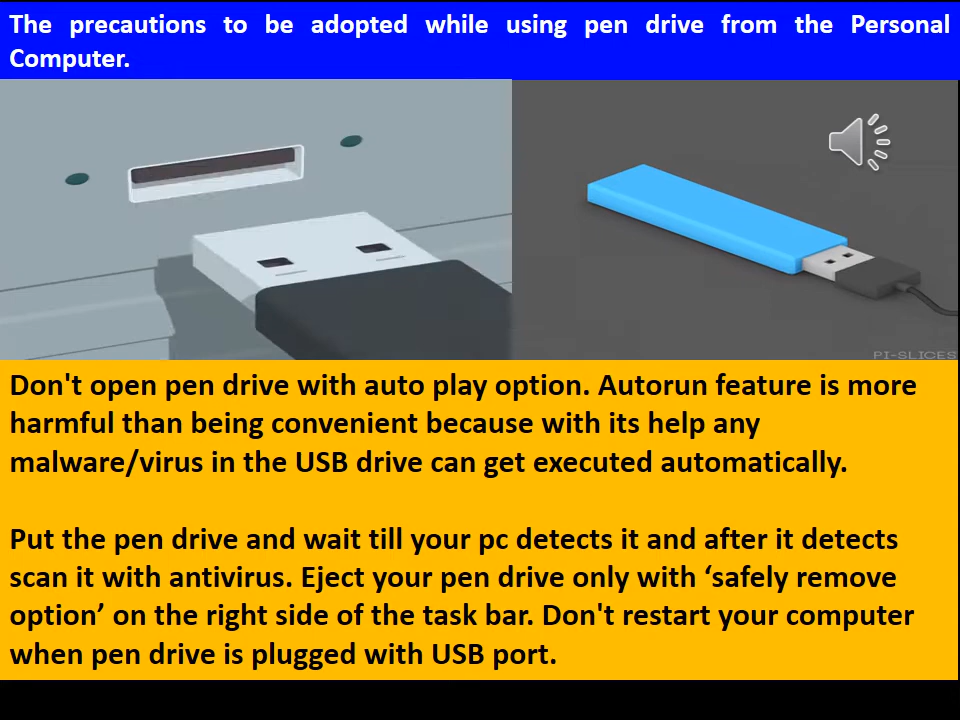 The precautions to be adopted while using pen drive from the Personal
Computer.
PI-SLICES
Don't open pen drive with auto play option. Autorun feature is more
harmful than being convenient because with its help any
malware/virus in the USB drive can get executed automatically.
Put the pen drive and wait till your pc detects it and after it detects
scan it with antivirus. Eject your pen drive only with ‘safely remove
option’ on the right side of the task bar. Don't restart your computer
when pen drive is plugged with USB port.